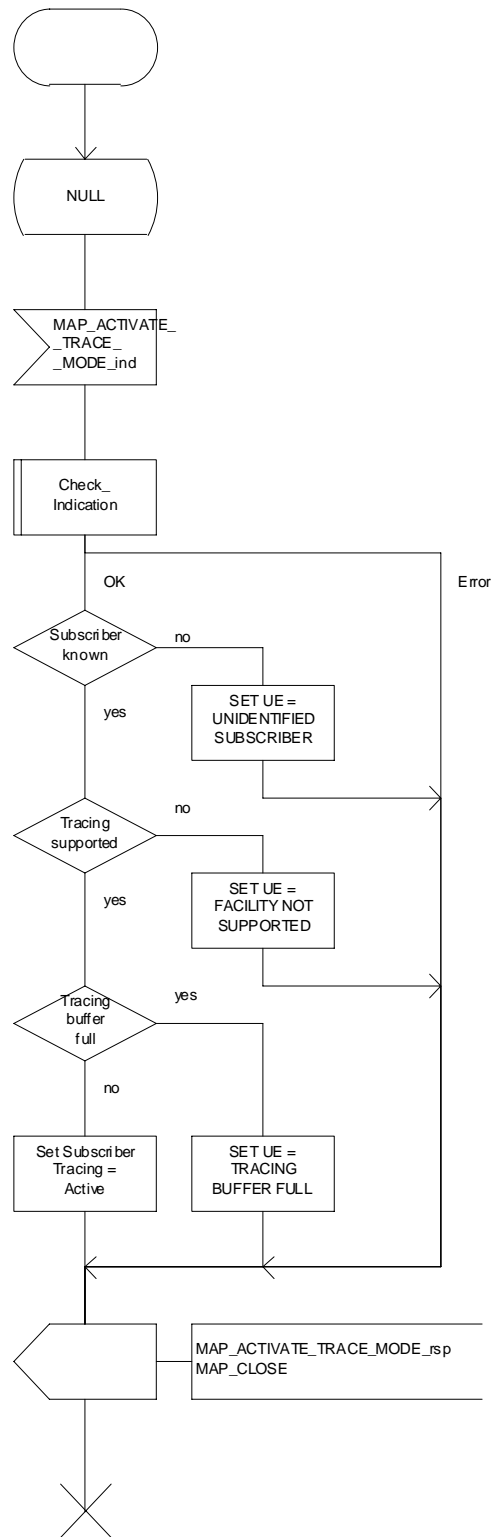 NULL
MAP_ACTIVATE_
_TRACE_
_MODE_ind
Check_
Indication
OK
Error
Subscriber
known
no
yes
SET UE =
UNIDENTIFIED
SUBSCRIBER
Tracing
supported
no
yes
SET UE =
FACILITY NOT
SUPPORTED
Tracing
buffer
full
yes
no
Set Subscriber
Tracing =
Active
SET UE =
TRACING
BUFFER FULL
MAP_ACTIVATE_TRACE_MODE_rsp
MAP_CLOSE